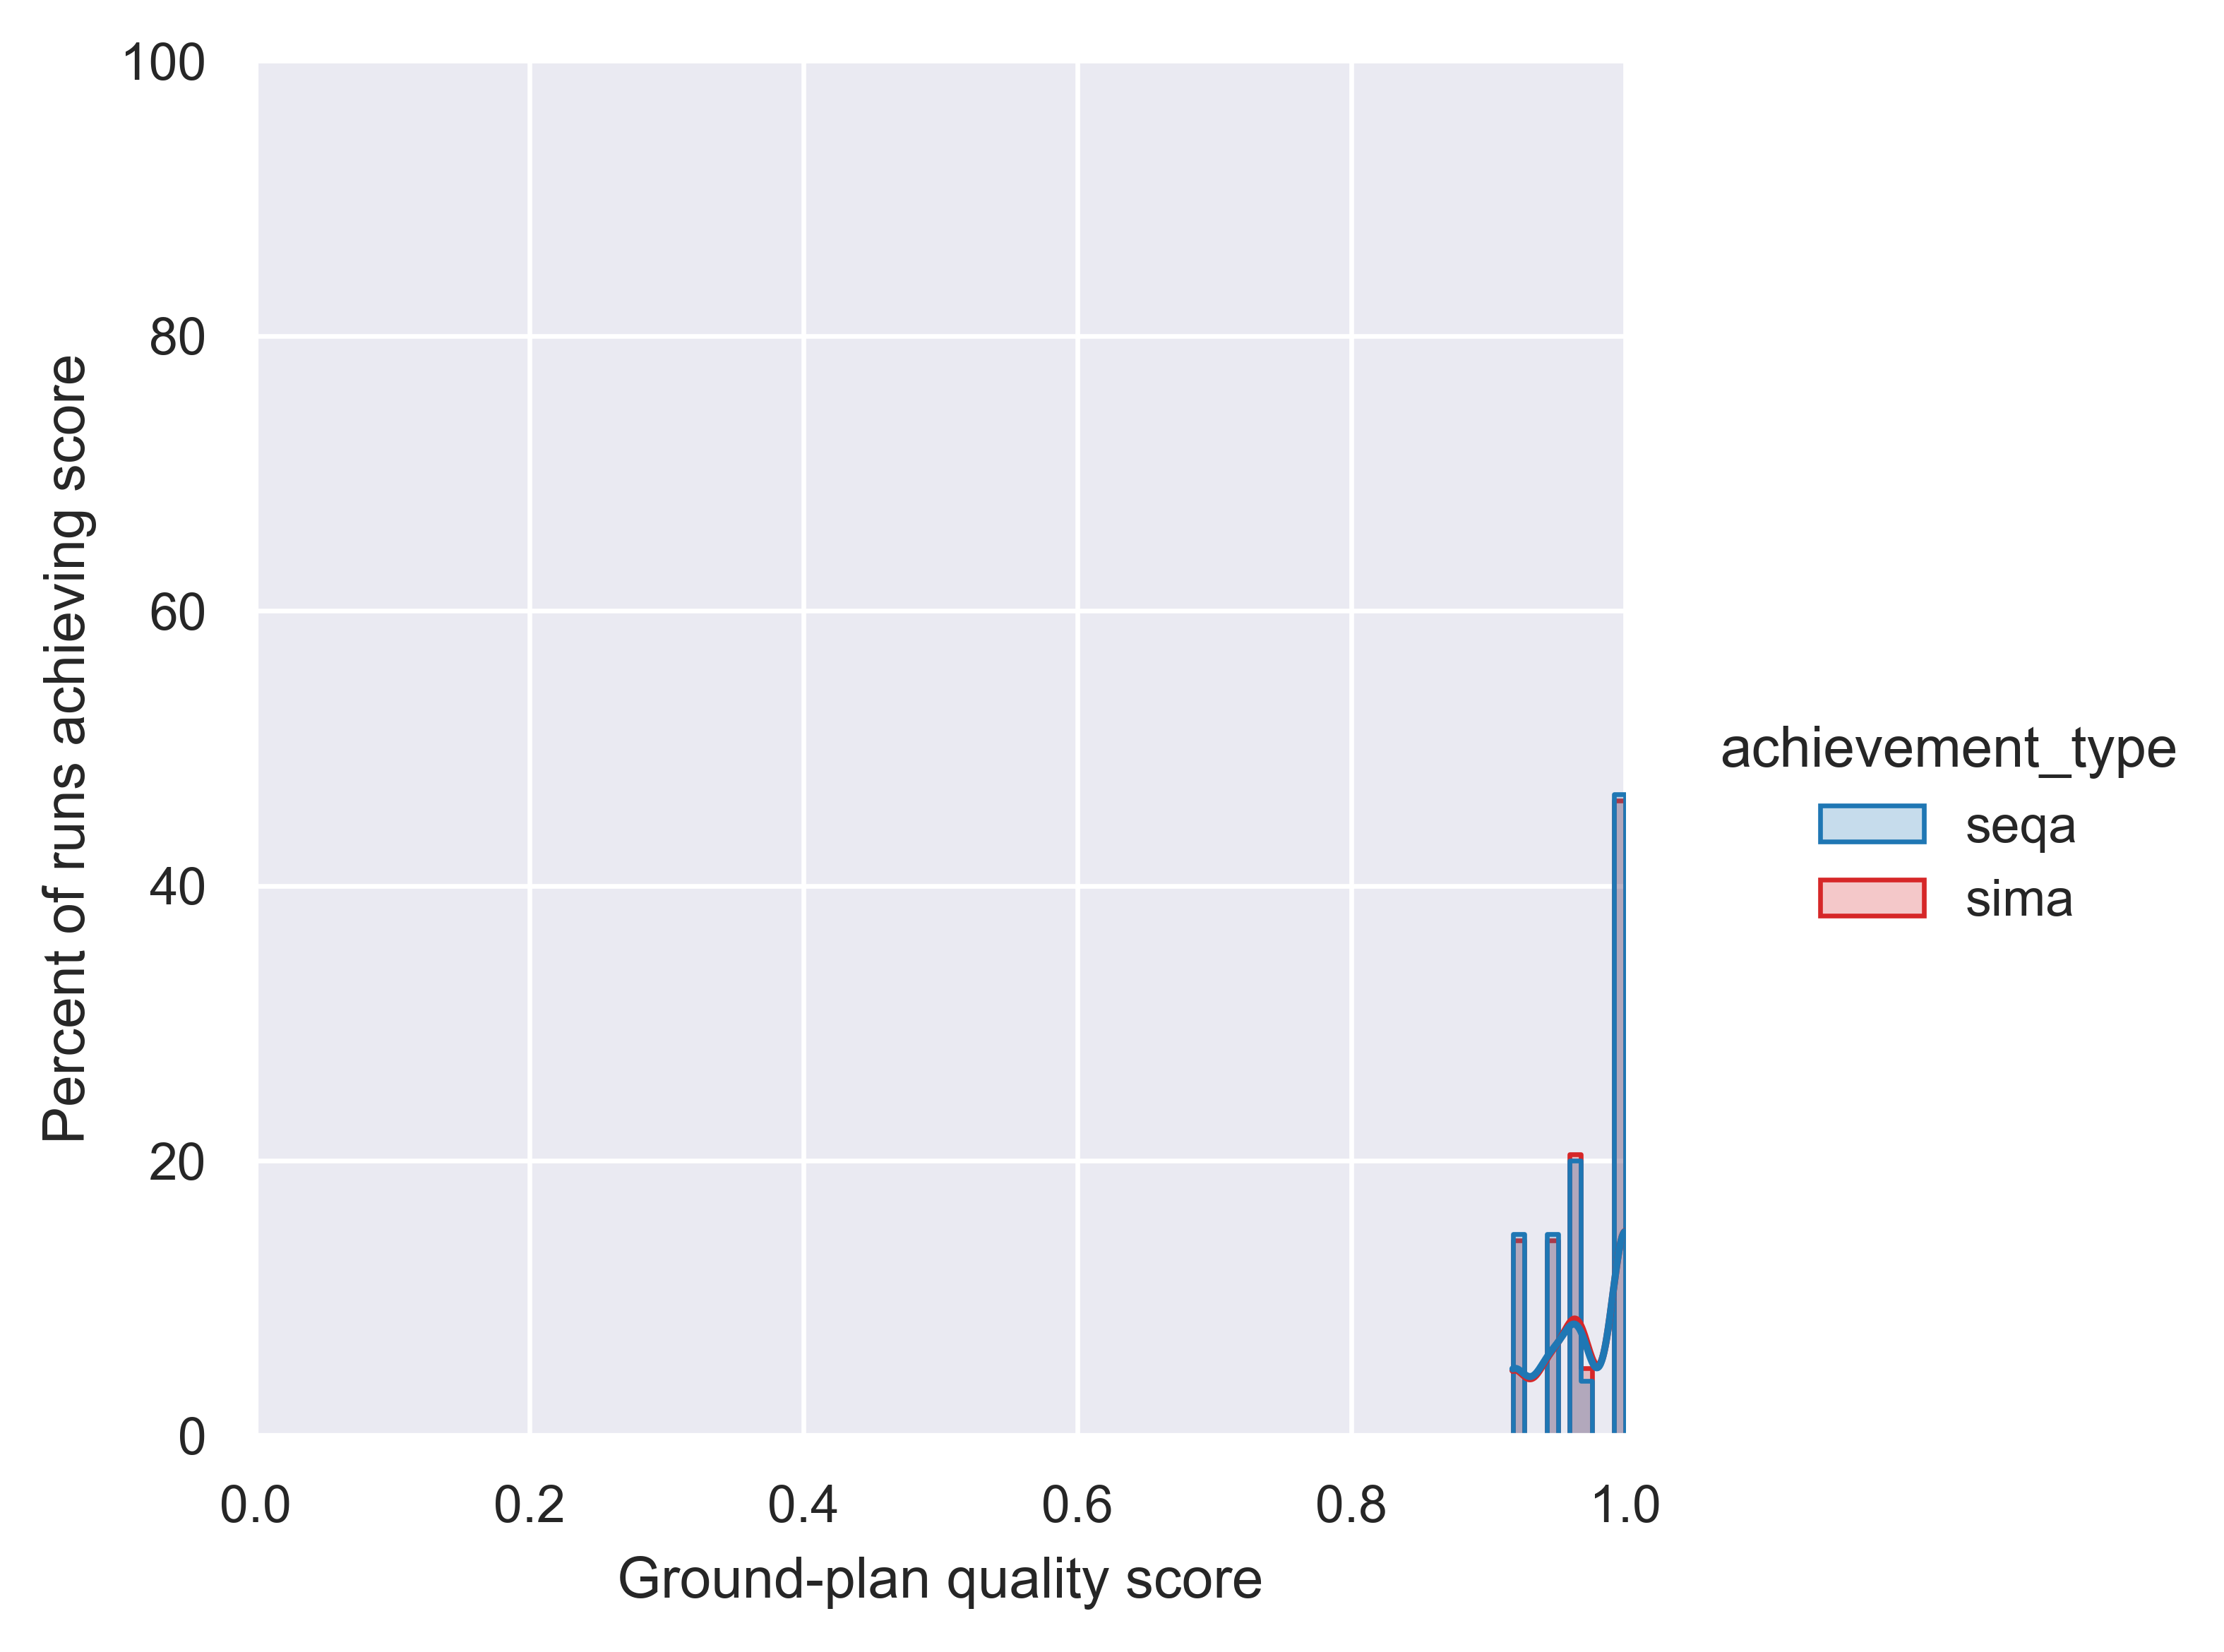 100
80
60
40
20
0
Percent of runs achieving score
0.0 0.2 0.4 0.6 0.8 1.0
Ground-plan quality score
achievement_type
seqa
sima